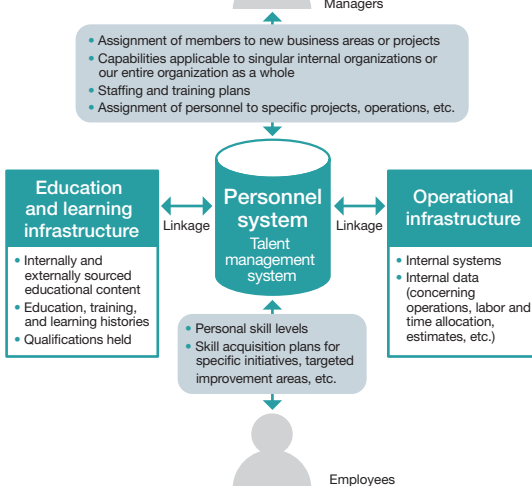 Managers
• Assignment of members to new business areas or projects
• Capabilities applicable to singular internal organizations or
our entire organization as a whole
• Staffing and training plans
• Assignment of personnel to specific projects, operations, etc.
Education
and learning
infrastructure
• Internally and
externally sourced
educational content
• Education, training,
and learning histories
• Qualifications held
Linkage
Personnel
system
Talent
management
system
Linkage
Operational
infrastructure
• Internal systems
• Internal data
(concerning
operations, labor and
time allocation,
estimates, etc.)
• Personal skill levels
• Skill acquisition plans for
specific initiatives, targeted
improvement areas, etc.
Employees